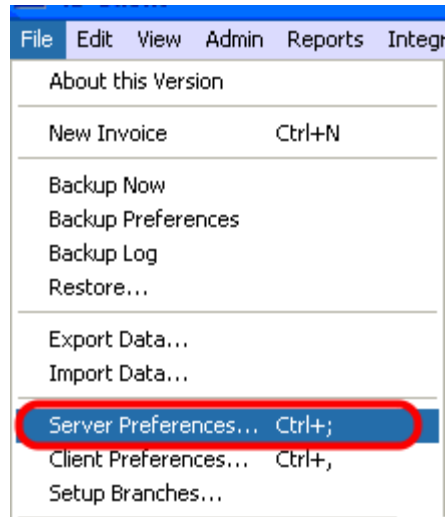 File Edit View Admin Reports Integr
About this Version
New Invoice Ctrl+N
Backup Now
Backup Preferences
Backup Log
Restore...
Export Data...
Import Data...
Server Preferences... Ctrl+;
Client Preferences... Ctrl+,
Setup Branches...